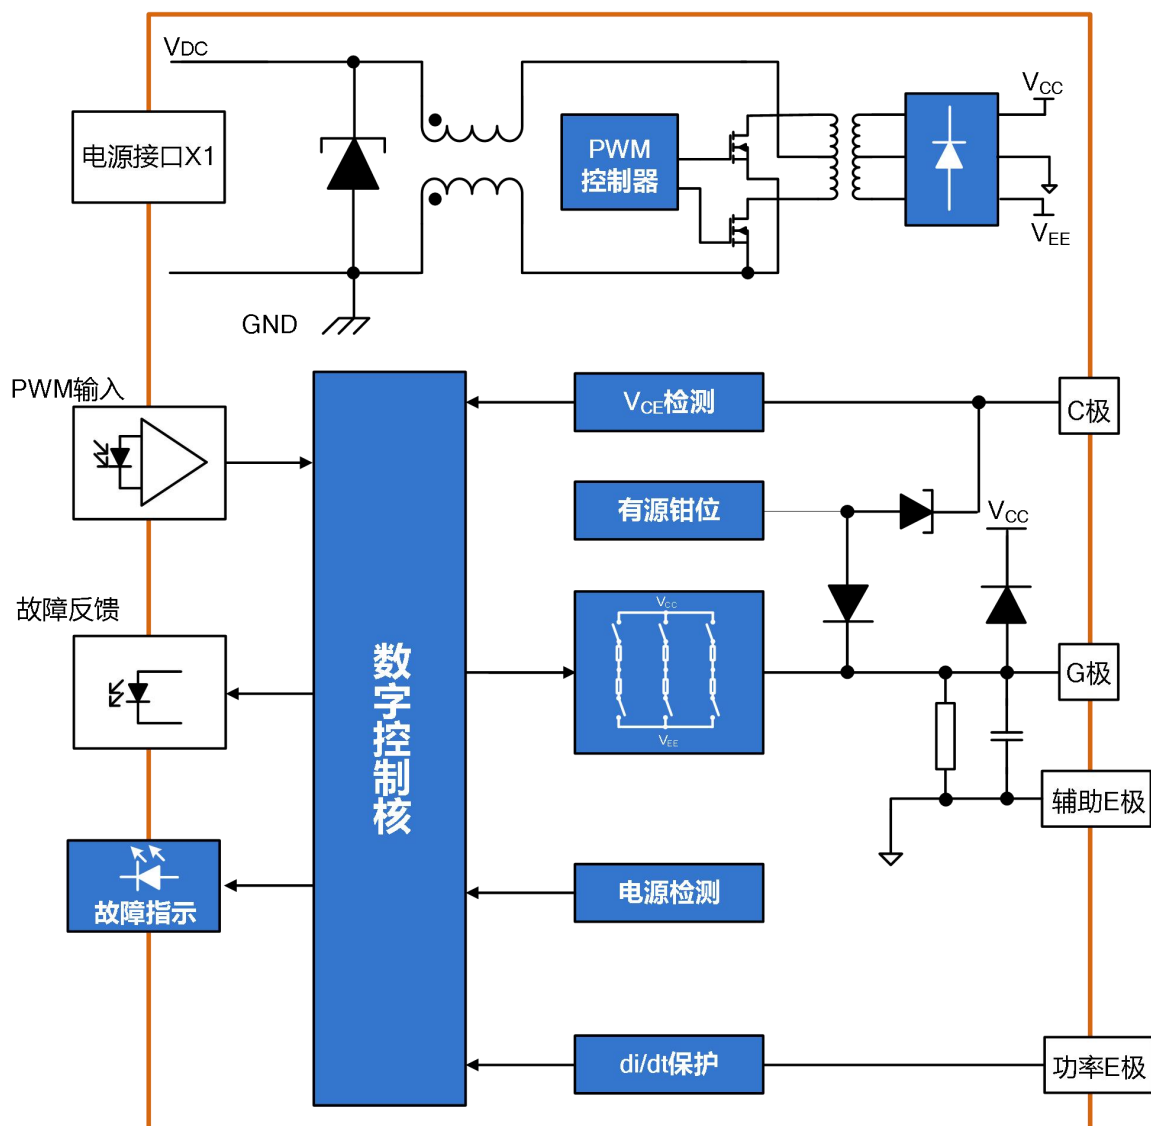 VDC
电源接口X1
PWM
控制器
VCC
VEE
GND
PWM输入
VCE检测
C极
有源钳位
VCC
故障反馈
VCC
VEE
G极
数字控制核
辅助E极
故障指示
电源检测
di/dt保护
功率E极